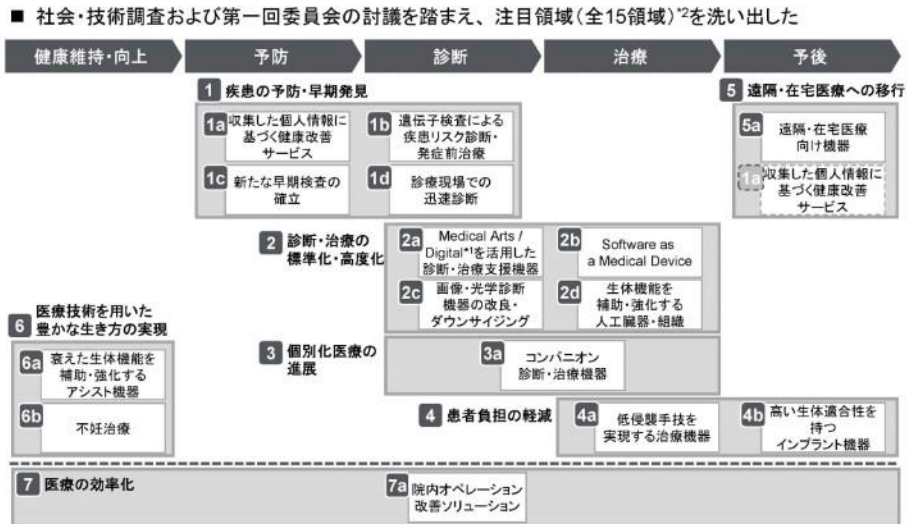 ■ 社会・技術調査および第一回委員会の討議を踏まえ、注目領域(全15領域)*2を洗い出した
健康維持・向上
予防
診断
治療
予後
1 疾患の予防・早期発見
1a 収集した個人情報に
基づく健康改善
サービス
1b 遺伝子検査による
疾患リスク診断・
発症前治療
1c 新たな早期検査の
確立
1d 診療現場での
迅速診断
5 遠隔・在宅医療への移行
5a 遠隔・在宅医療
向け機器
1a 収集した個人情報に
基づく健康改善
サービス
2 診断・治療の
標準化・高度化
2a Medical Arts /
Digital*1を活用した
診断・治療支援機器
2b Software as
a Medical Device
2c 画像・光学診断
機器の改良・
ダウンサイジング
2d 生体機能を
補助・強化する
人工臓器・組織
6 医療技術を用いた
豊かな生き方の実現
6a 衰えた生体機能を
補助・強化する
アシスト機器
6b 不妊治療
3 個別化医療の
進展
3a コンパニオン
診断・治療機器
4 患者負担の軽減
4a 低侵襲手技を
実現する治療機器
4b 高い生体適合性を
持つ
インプラント機器
7 医療の効率化
7a 院内オペレーション
改善ソリューション